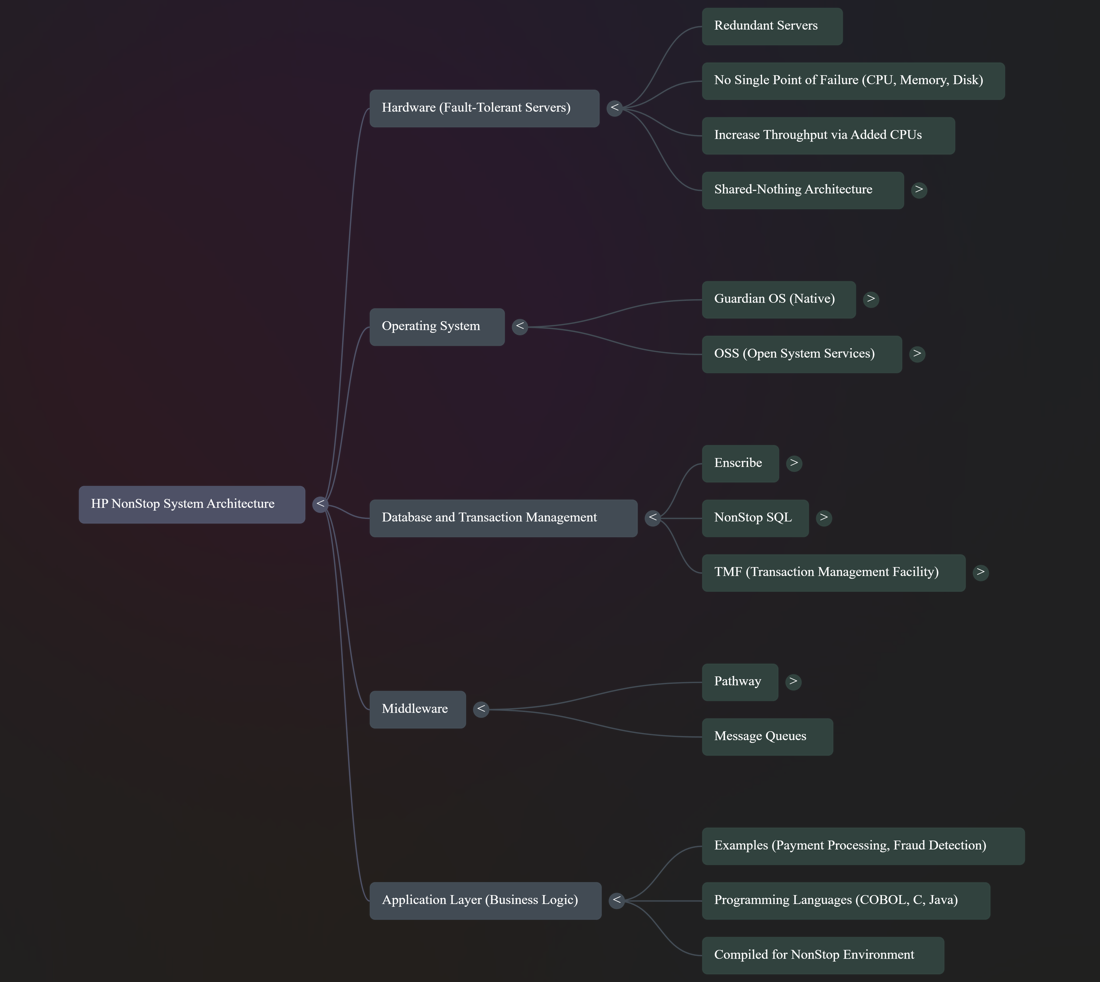 HP NonStop System Architecture
<
Hardware (Fault-Tolerant Servers)
<
Redundant Servers
No Single Point of Failure (CPU, Memory, Disk)
Increase Throughput via Added CPUs
Shared-Nothing Architecture
>
Operating System
<
Guardian OS (Native)
>
OSS (Open System Services)
>
Database and Transaction Management
<
Enscribe
>
NonStop SQL
>
TMF (Transaction Management Facility)
>
Middleware
<
Pathway
>
Message Queues
Application Layer (Business Logic)
<
Examples (Payment Processing, Fraud Detection)
Programming Languages (COBOL, C, Java)
Compiled for NonStop Environment